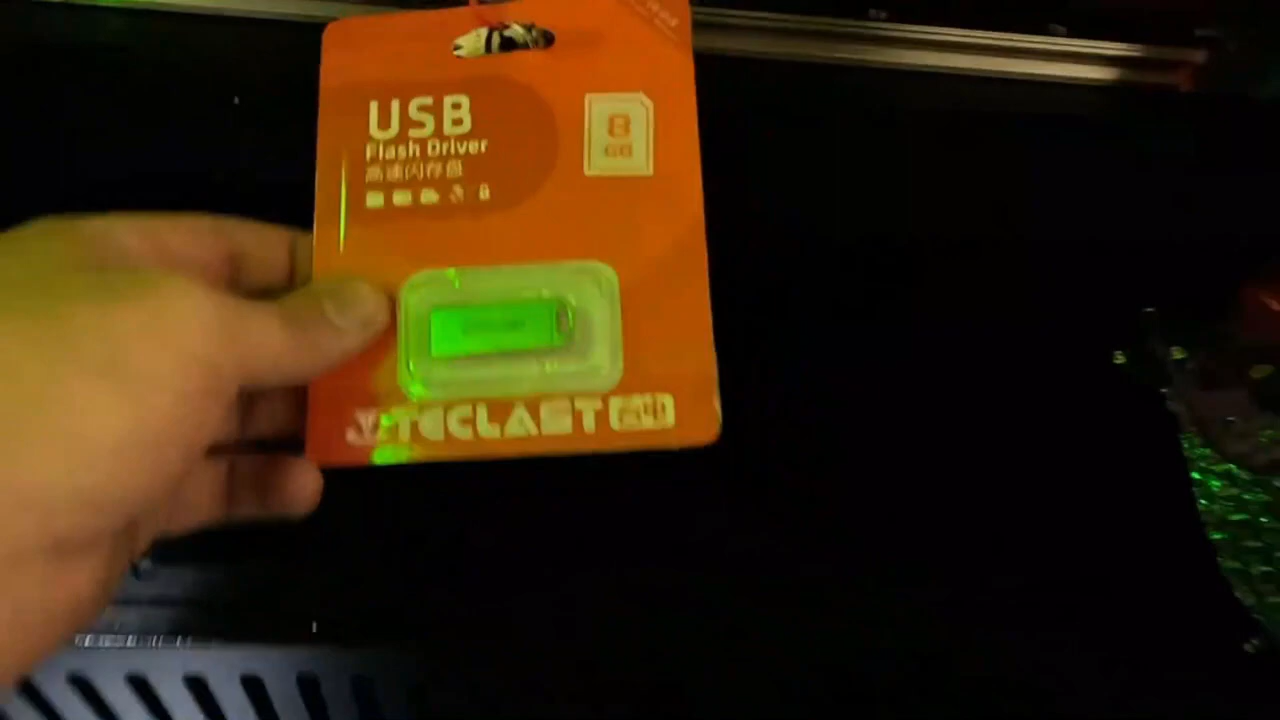 USB
Flash Driver
高速闪存盘
8
GB
TECLAST